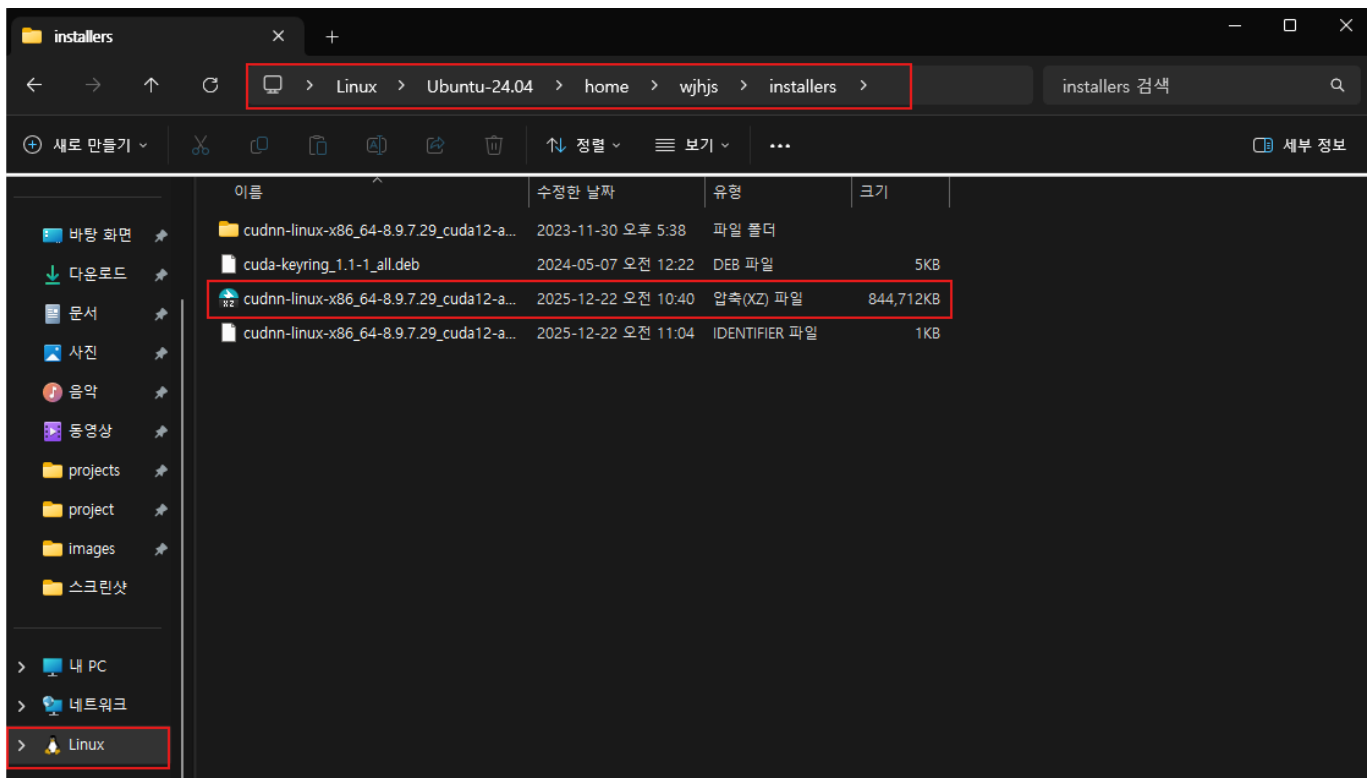 installers
Linux > Ubuntu-24.04 > home > wjhjs > installers >
installers 검색
새로 만들기
정렬
보기
세부 정보
이름 수정한 날짜 유형 크기
cudnn-linux-x86_64-8.9.7.29_cuda12-a... 2023-11-30 오후 5:38 파일 폴더
cuda-keyring_1.1-1_all.deb 2024-05-07 오전 12:22 DEB 파일 5KB
XZ cudnn-linux-x86_64-8.9.7.29_cuda12-a... 2025-12-22 오전 10:40 압축(XZ) 파일 844,712KB
cudnn-linux-x86_64-8.9.7.29_cuda12-a... 2025-12-22 오전 11:04 IDENTIFIER 파일 1KB
바탕 화면
다운로드
문서
사진
음악
동영상
projects
project
images
스크린샷
내 PC
네트워크
Linux